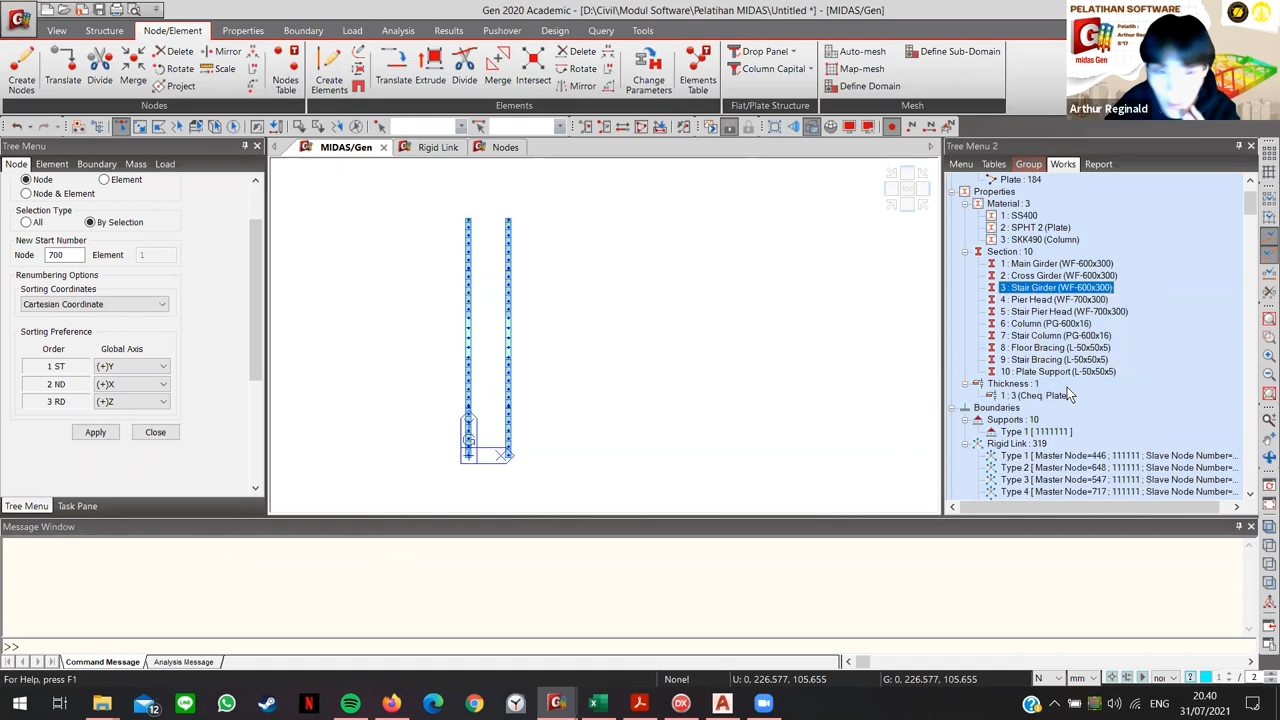 Gen 2020 Academic - [D:\Civil\Modul Software\Pelatihan MIDAS\Untitled *] - [MIDAS/Gen]
PELATIHAN SOFTWARE
Pelatih :
Arthur Reginald
S'17
midas Gen
Arthur Reginald
View Structure Node/Element Properties Boundary Load Analysis Results Pushover Design Query Tools
Create Nodes
Translate
Divide
Merge
Delete
Rotate
Mirror
Scale
Project
Nodes Table
Nodes
Create Elements
Translate
Extrude
Divide
Merge
Intersect
Delete
Rotate
Mirror
Change Parameters
Elements Table
Elements
Drop Panel
Column Capital
Flat/Plate Structure
Auto-mesh
Map-mesh
Define Domain
Define Sub-Domain
Mesh
Tree Menu
Node Element Boundary Mass Load
Node Element
Node & Element
Selection Type
All By Selection
New Start Number
Node 700 Element 1
Renumbering Options
Sorting Coordinates
Cartesian Coordinate
Sorting Preference
Order Global Axis
1 ST (+)Y
2 ND (+)X
3 RD (+)Z
Apply Close
Tree Menu Task Pane
MIDAS/Gen Rigid Link Nodes
TOP
Tree Menu 2
Menu Tables Group Works Report
Plate : 184
Properties
Material : 3
1 : SS400
2 : SPHT 2 (Plate)
3 : SKK490 (Column)
Section : 10
1 : Main Girder (WF-600x300)
2 : Cross Girder (WF-600x300)
3 : Stair Girder (WF-600x300)
4 : Pier Head (WF-700x300)
5 : Stair Pier Head (WF-700x300)
6 : Column (PG-600x16)
7 : Stair Column (PG-600x16)
8 : Floor Bracing (L-50x50x5)
9 : Stair Bracing (L-50x50x5)
10 : Plate Support (L-50x50x5)
Thickness : 1
1 : 3 (Cheq. Plate)
Boundaries
Supports : 10
Type 1 [ 1111111 ]
Rigid Link : 319
Type 1 [ Master Node=446 ; 111111 ; Slave Node Number=...
Type 2 [ Master Node=648 ; 111111 ; Slave Node Number=...
Type 3 [ Master Node=547 ; 111111 ; Slave Node Number=...
Type 4 [ Master Node=717 ; 111111 ; Slave Node Number=...
Message Window
>>
Command Message Analysis Message
For Help, press F1
None!
U: 0, 226.577, 105.655
G: 0, 226.577, 105.655
N mm
nor
1 / 2
12
ENG
20.40
31/07/2021